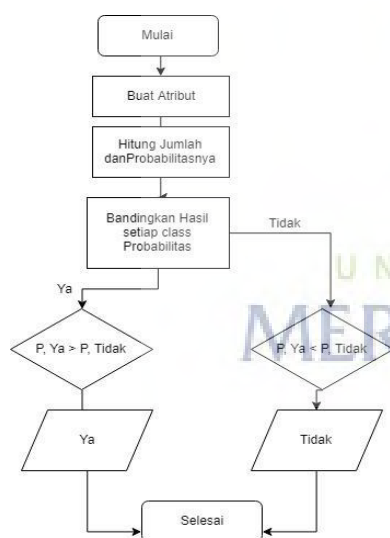 Mulai
Buat Atribut
Hitung Jumlah
danProbabilitasnya
Bandingkan Hasil
setiap class
Probabilitas
Tidak
Ya
U N
MER
P, Ya > P, Tidak
P, Ya < P, Tidak
Ya
Tidak
Selesai